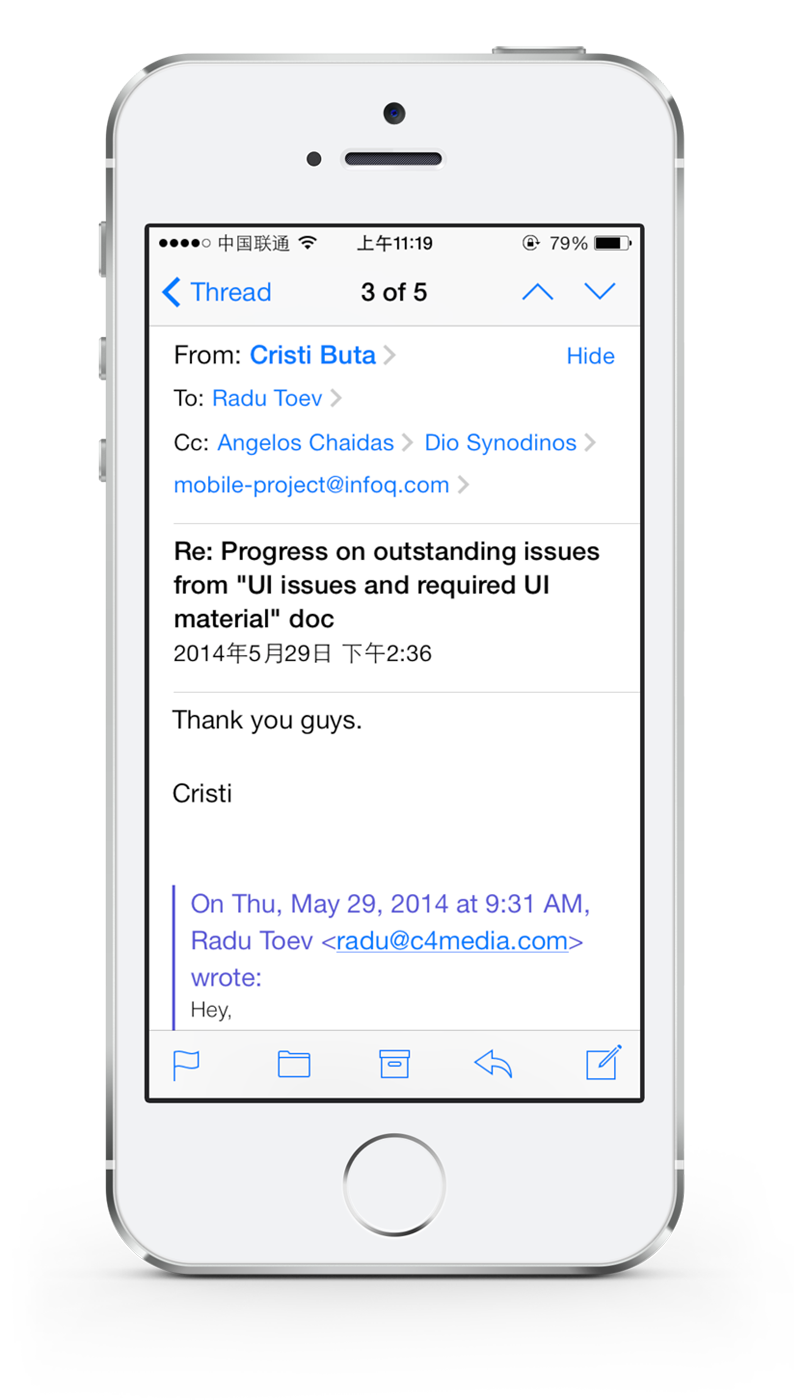 中国联通 上午11:19 79%
Thread 3 of 5
From: Cristi Buta Hide
To: Radu Toev
Cc: Angelos Chaidas Dio Synodinos
mobile-project@infoq.com
Re: Progress on outstanding issues
from "UI issues and required UI
material" doc
2014年5月29日 下午2:36
Thank you guys.
Cristi
On Thu, May 29, 2014 at 9:31 AM,
Radu Toev <radu@c4media.com>
wrote:
Hey,